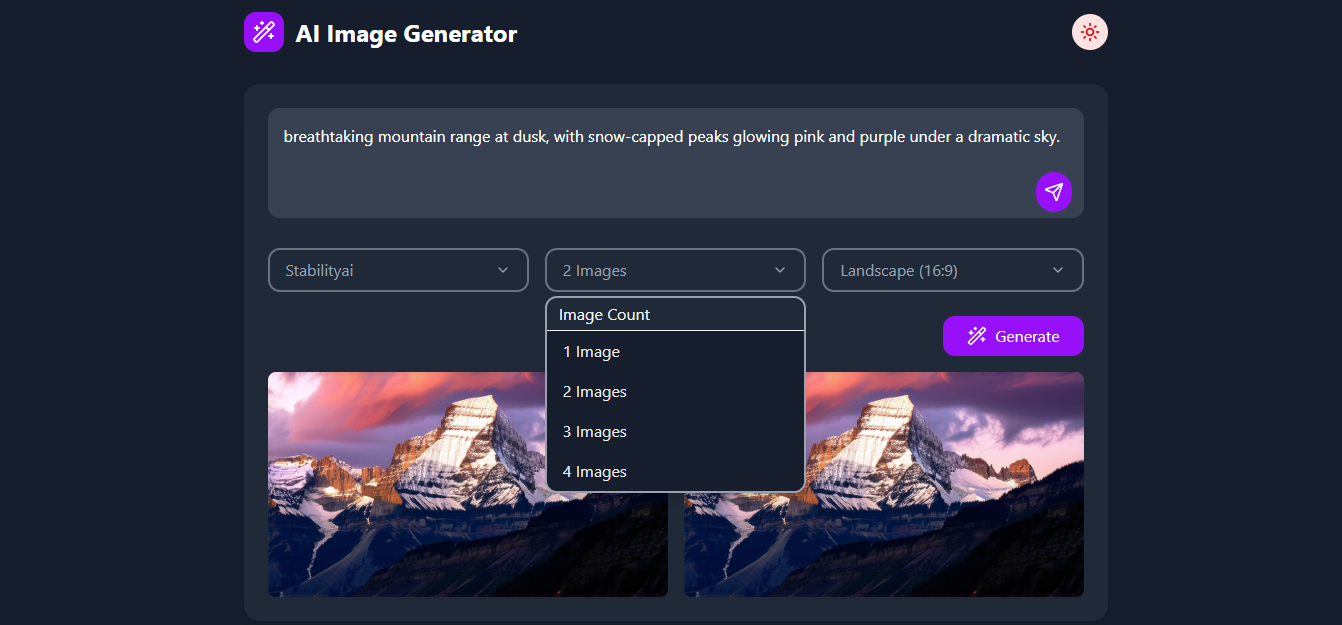 AI Image Generator
breathtaking mountain range at dusk, with snow-capped peaks glowing pink and purple under a dramatic sky.
Stabilityai
2 Images
Landscape (16:9)
Image Count
1 Image
2 Images
3 Images
4 Images
Generate